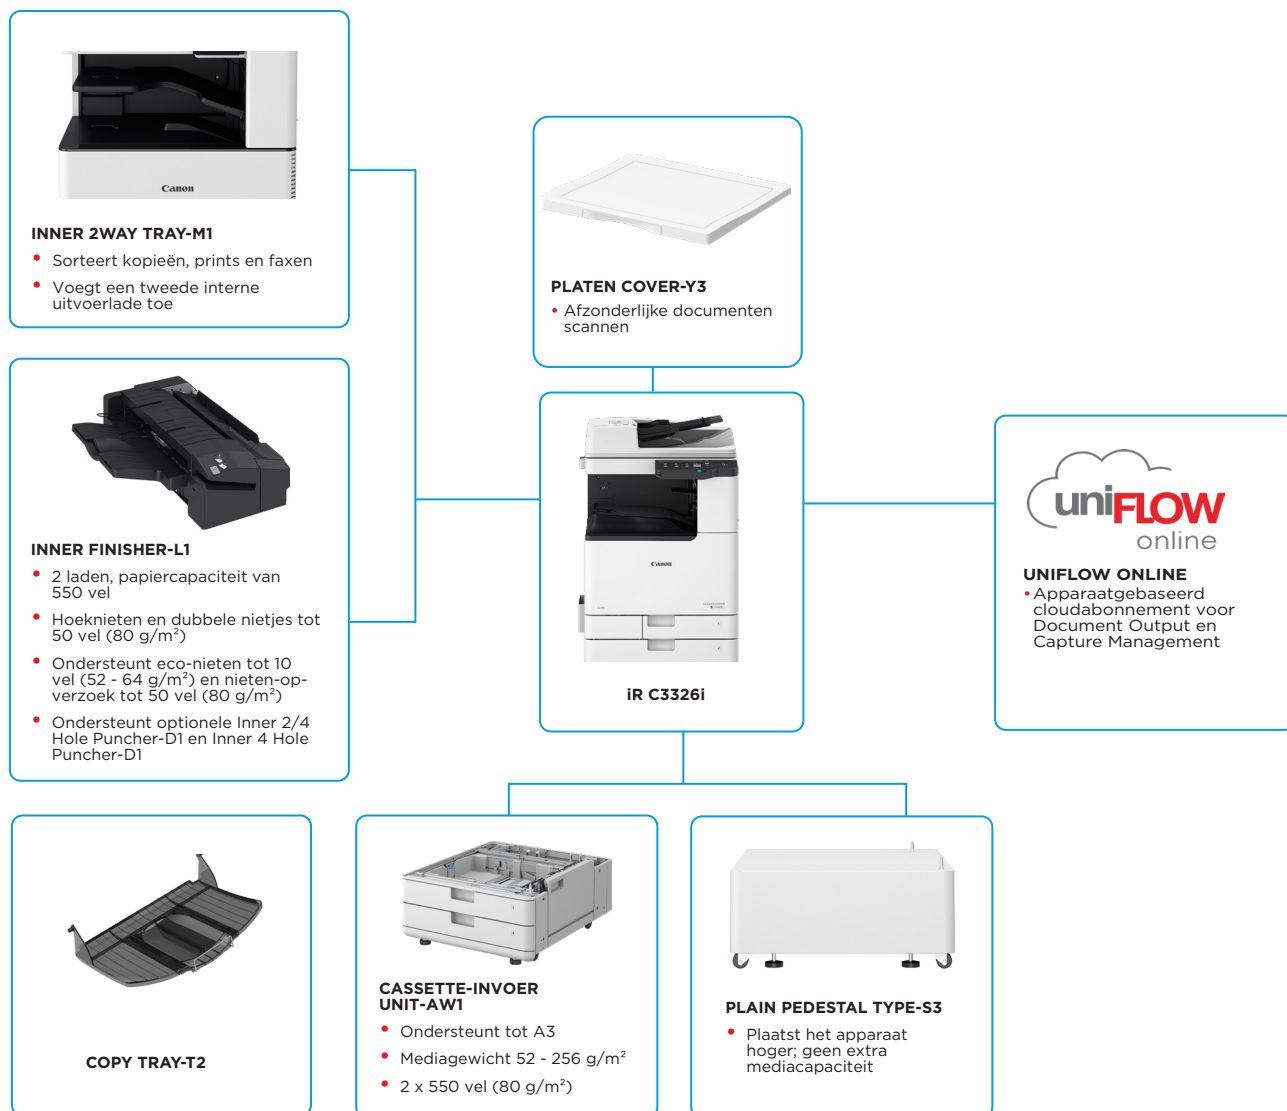 Canon
INNER 2WAY TRAY-M1
• Sorteert kopieën, prints en faxen
• Voegt een tweede interne
uitvoerlade toe
PLATEN COVER-Y3
• Afzonderlijke documenten
scannen
INNER FINISHER-L1
• 2 laden, papiercapaciteit van
550 vel
• Hoeknieten en dubbele nietjes tot
50 vel (80 g/m²)
• Ondersteunt eco-nieten tot 10
vel (52 - 64 g/m²) en nieten-op-
verzoek tot 50 vel (80 g/m²)
• Ondersteunt optionele Inner 2/4
Hole Puncher-D1 en Inner 4 Hole
Puncher-D1
Canon
iR C3326i
uniFLOW
online
UNIFLOW ONLINE
• Apparaatgebaseerd
cloudabonnement voor
Document Output en
Capture Management
COPY TRAY-T2
CASSETTE-INVOER
UNIT-AW1
• Ondersteunt tot A3
• Mediagewicht 52 - 256 g/m²
• 2 x 550 vel (80 g/m²)
PLAIN PEDESTAL TYPE-S3
• Plaatst het apparaat
hoger; geen extra
mediacapaciteit